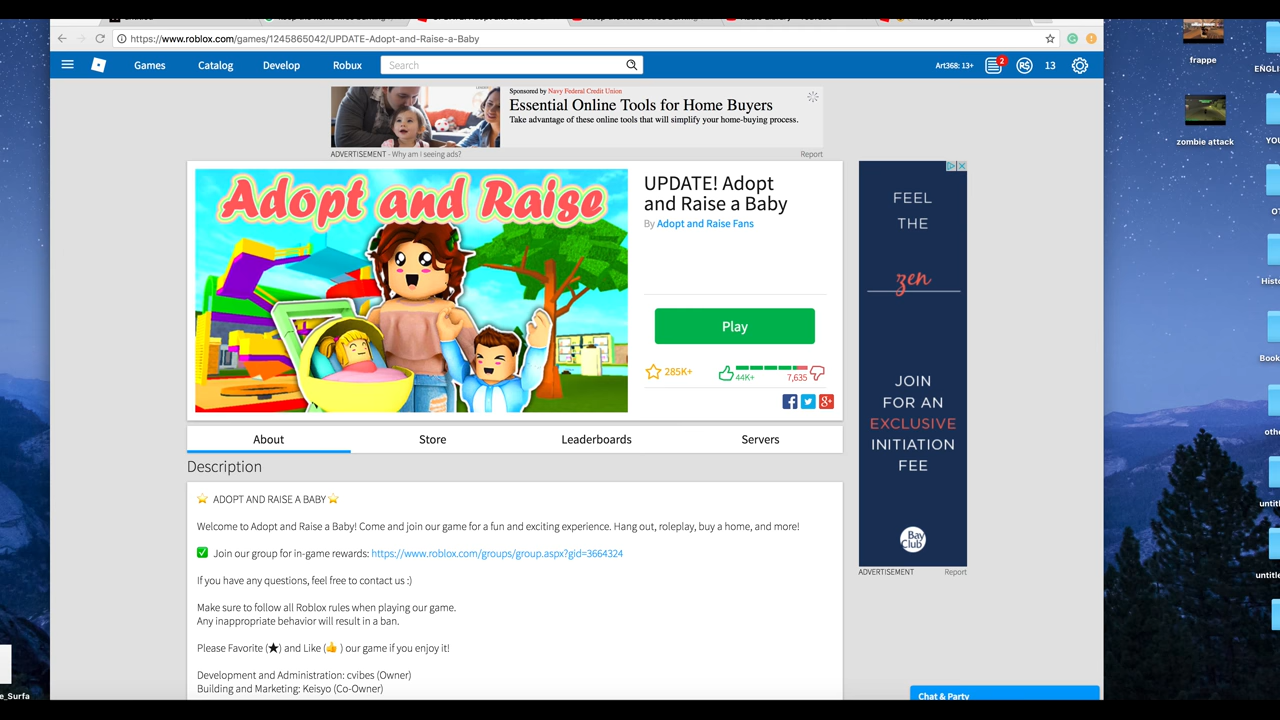 https://www.roblox.com/games/1245865042/UPDATE-Adopt-and-Raise-a-Baby
Games
Catalog
Develop
Robux
Search
Art368: 13+
2
R$
13
Sponsored by Navy Federal Credit Union
Essential Online Tools for Home Buyers
Take advantage of these online tools that will simplify your home-buying process.
ADVERTISEMENT - Why am I seeing ads?
Report
Adopt and Raise
UPDATE! Adopt
and Raise a Baby
By Adopt and Raise Fans
Play
285K+
44K+
7,635
About
Store
Leaderboards
Servers
Description
⭐ ADOPT AND RAISE A BABY⭐
Welcome to Adopt and Raise a Baby! Come and join our game for a fun and exciting experience. Hang out, roleplay, buy a home, and more!
✅ Join our group for in-game rewards: https://www.roblox.com/groups/group.aspx?gid=3664324
If you have any questions, feel free to contact us :)
Make sure to follow all Roblox rules when playing our game.
Any inappropriate behavior will result in a ban.
Please Favorite (★) and Like (👍 ) our game if you enjoy it!
Development and Administration: cvibes (Owner)
Building and Marketing: Keisyo (Co-Owner)
FEEL
THE
zen
JOIN
FOR AN
EXCLUSIVE
INITIATION
FEE
Bay
Club
ADVERTISEMENT
Report
Chat & Party
frappe
zombie attack
ENGLI
YOU
Histo
Book
othe
untitl
untitle
e_Surfa